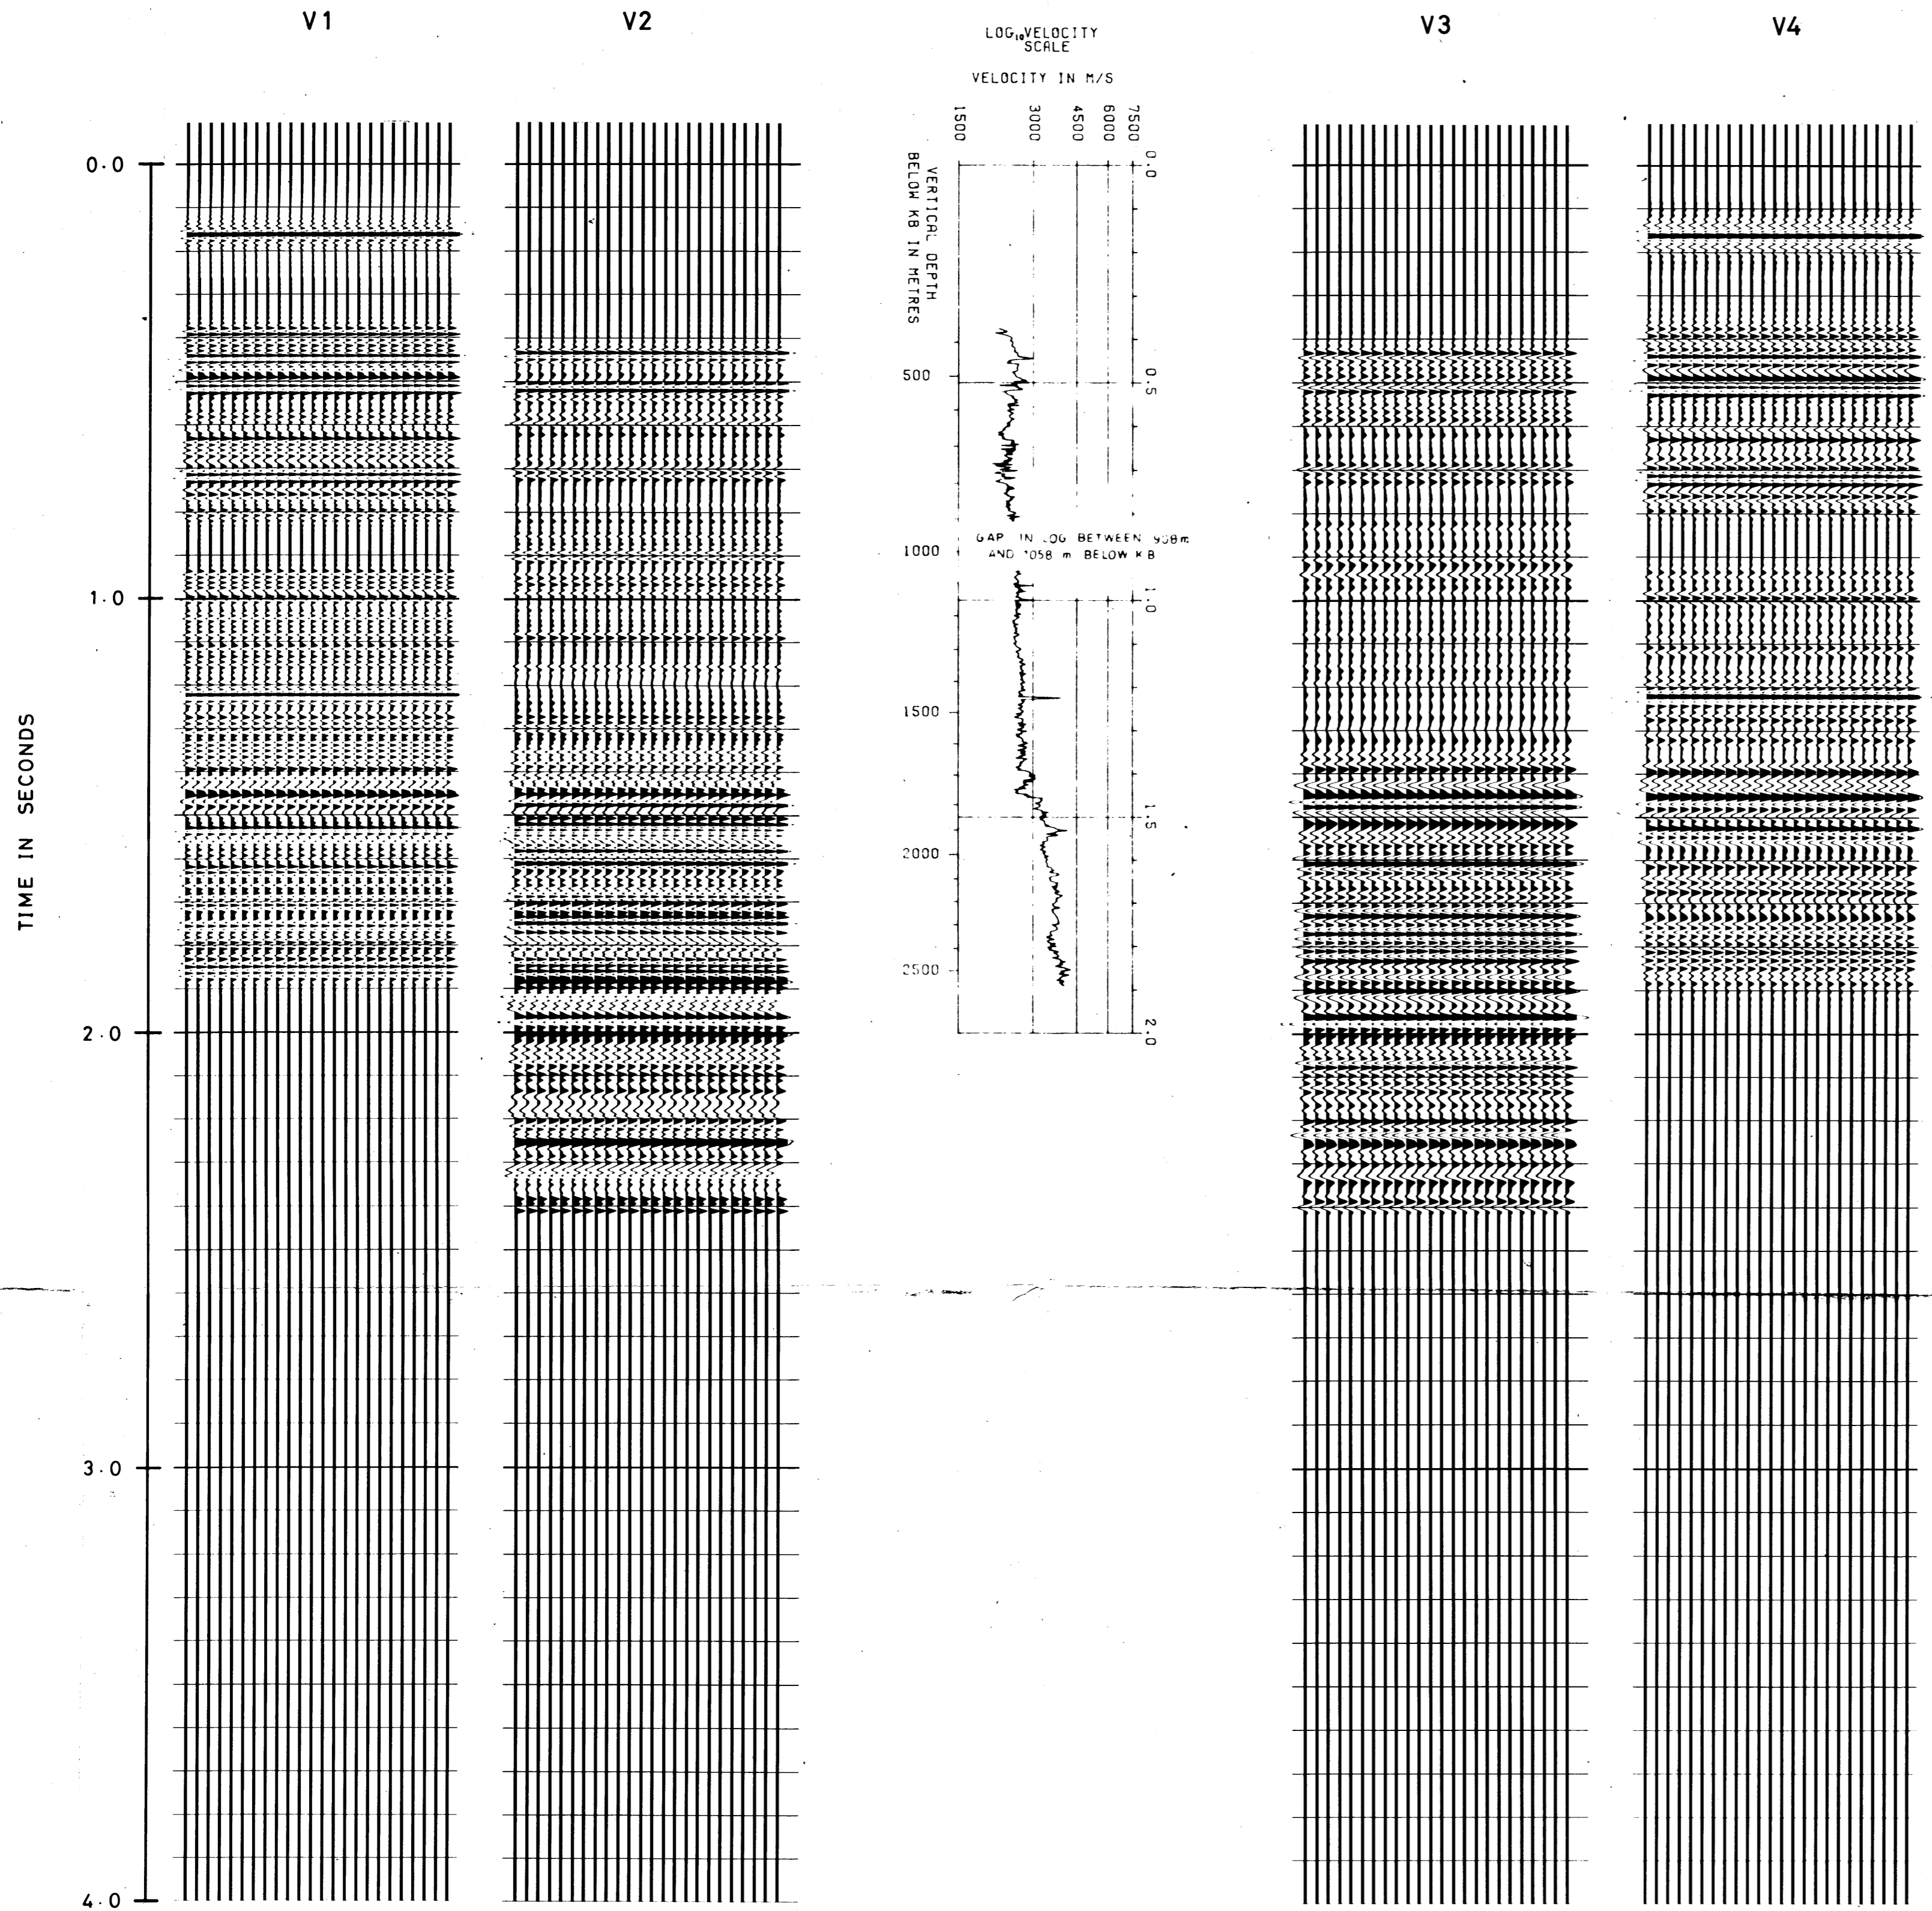 V1
V2
V3
V4
LOG₁₀VELOCITY
SCALE
VELOCITY IN M/S
1500
3000
4500
6000
7500
VERTICAL DEPTH
BELOW KB IN METRES
0.0
0.5
1.0
1.5
2.0
500
1000
1500
2000
2500
GAP IN LOG BETWEEN
AND 1058 m BELOW KB
TIME IN SECONDS
0.0
1.0
2.0
3.0
4.0